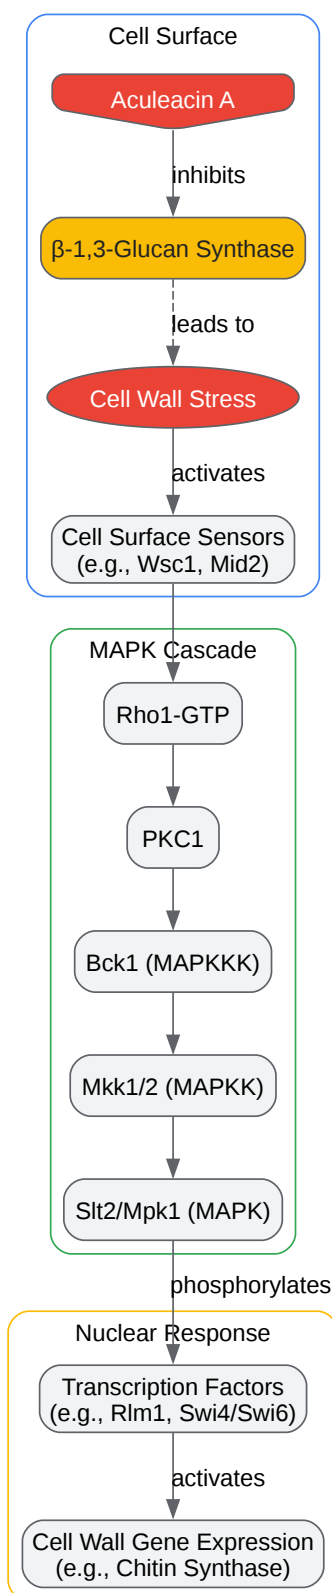 Cell Surface
Aculeacin A
inhibits
β-1,3-Glucan Synthase
leads to
Cell Wall Stress
activates
Cell Surface Sensors
(e.g., Wsc1, Mid2)
MAPK Cascade
Rho1-GTP
PKC1
Bck1 (MAPKKK)
Mkk1/2 (MAPKK)
Slt2/Mpk1 (MAPK)
phosphorylates
Nuclear Response
Transcription Factors
(e.g., Rlm1, Swi4/Swi6)
activates
Cell Wall Gene Expression
(e.g., Chitin Synthase)